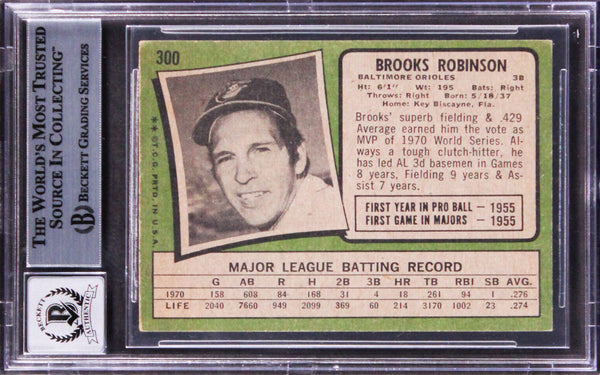 THE WORLD'S MOST TRUSTED
SOURCE IN COLLECTING™
BECKETT GRADING SERVICES
B
BECKETT
AUTHENTIC
300
**©T.C.G. PRTD. IN U.S.A.
BROOKS ROBINSON
BALTIMORE ORIOLES 3B
Ht: 6'1" Wt: 195 Bats: Right
Throws: Right Born: 5/18/37
Home: Key Biscayne, Fla.
Brooks' superb fielding & .429
Average earned him the vote as
MVP of 1970 World Series. Al-
ways a tough clutch-hitter, he
has led AL 3d basemen in Games
8 years, Fielding 9 years & As-
sist 7 years.
FIRST YEAR IN PRO BALL — 1955
FIRST GAME IN MAJORS — 1955
MAJOR LEAGUE BATTING RECORD
G AB R H 2B 3B HR TB RBI SB AVG.
1970 158 608 84 168 31 4 18 261 94 1 .276
LIFE 2040 7660 949 2099 369 60 214 3170 1002 23 .274